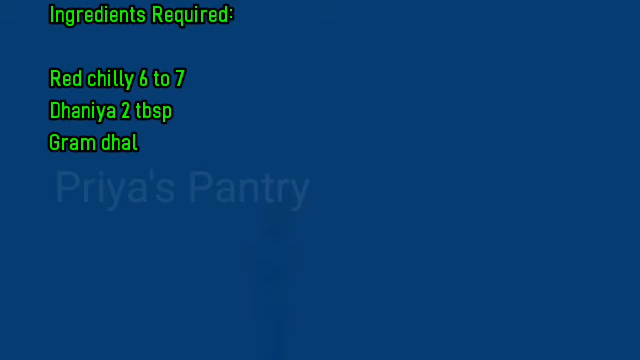 Ingredients Required:
Red chilly 6 to 7
Dhaniya 2 tbsp
Gram dhal
Priya's Pantry